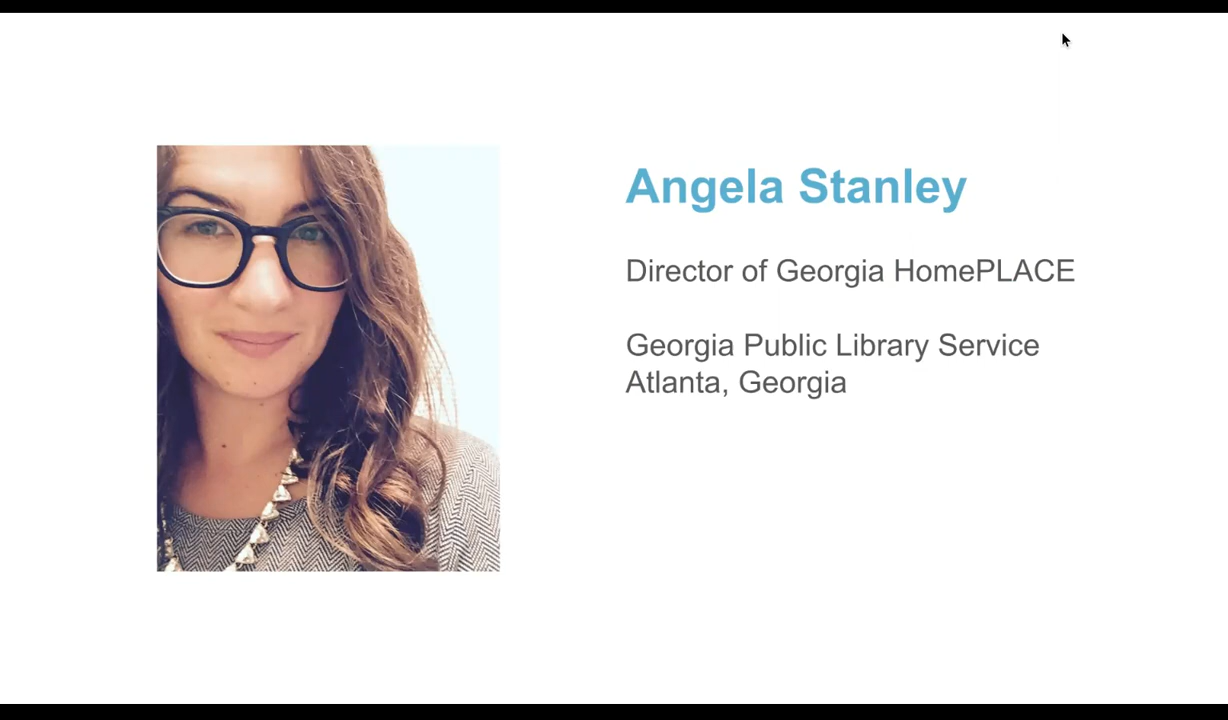 Angela Stanley
Director of Georgia HomePLACE
Georgia Public Library Service
Atlanta, Georgia